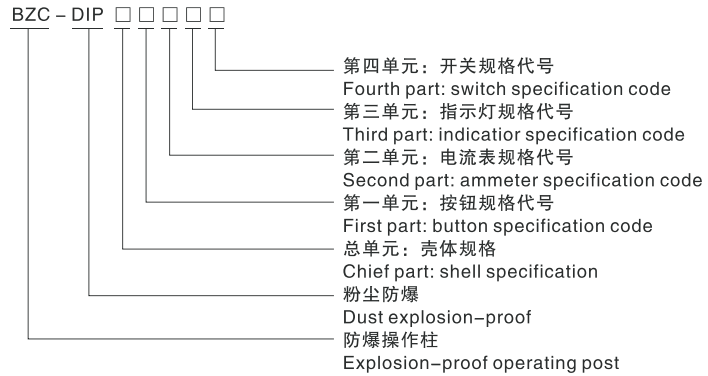 BZC-DIP □ □ □ □ □
第四单元：开关规格代号
Fourth part: switch specification code
第三单元：指示灯规格代号
Third part: indicatior specification code
第二单元：电流表规格代号
Second part: ammeter specification code
第一单元：按钮规格代号
First part: button specification code
总单元：壳体规格
Chief part: shell specification
粉尘防爆
Dust explosion-proof
防爆操作柱
Explosion-proof operating post